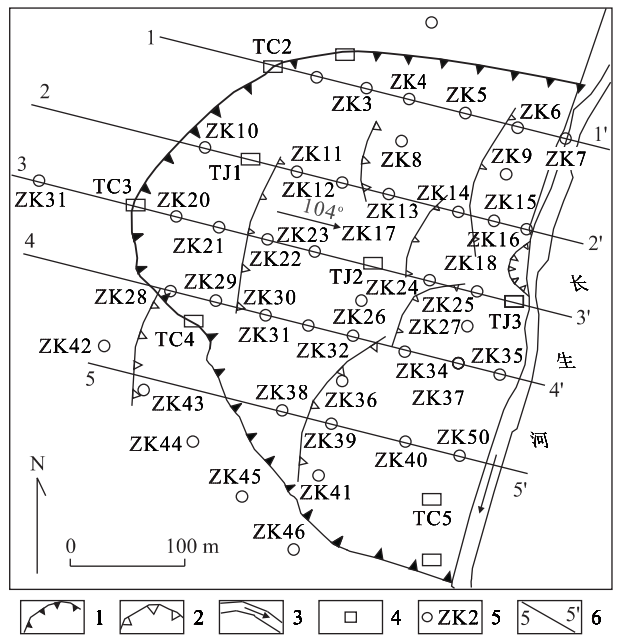 1
TC2
ZK3
ZK4
ZK5
ZK6
ZK7
1'
2
ZK10
TJ1
ZK11
ZK12
ZK8
ZK9
ZK13
ZK14
ZK15
ZK16
2'
3
ZK31
TC3
ZK20
ZK21
104°
ZK17
ZK22
ZK23
TJ2
ZK24
ZK18
ZK25
TJ3
3'
长
生
河
4
ZK28
ZK29
ZK30
ZK31
TC4
ZK26
ZK32
ZK27
ZK34
ZK35
ZK37
4'
ZK42
5
ZK43
ZK38
ZK36
ZK39
ZK40
ZK50
5'
ZK44
ZK45
ZK41
ZK46
TC5
N
0 100 m
1 2 3 4 ZK2 5 5 5' 6